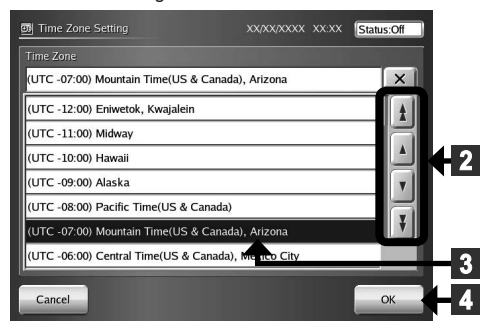 Time Zone Setting XX/XX/XXXX XX:XX Status:Off
Time Zone
(UTC -07:00) Mountain Time(US & Canada), Arizona
(UTC -12:00) Eniwetok, Kwajalein
(UTC -11:00) Midway
(UTC -10:00) Hawaii
(UTC -09:00) Alaska
(UTC -08:00) Pacific Time(US & Canada)
(UTC -07:00) Mountain Time(US & Canada), Arizona
(UTC -06:00) Central Time(US & Canada), Mexico City
2
3
Cancel OK 4